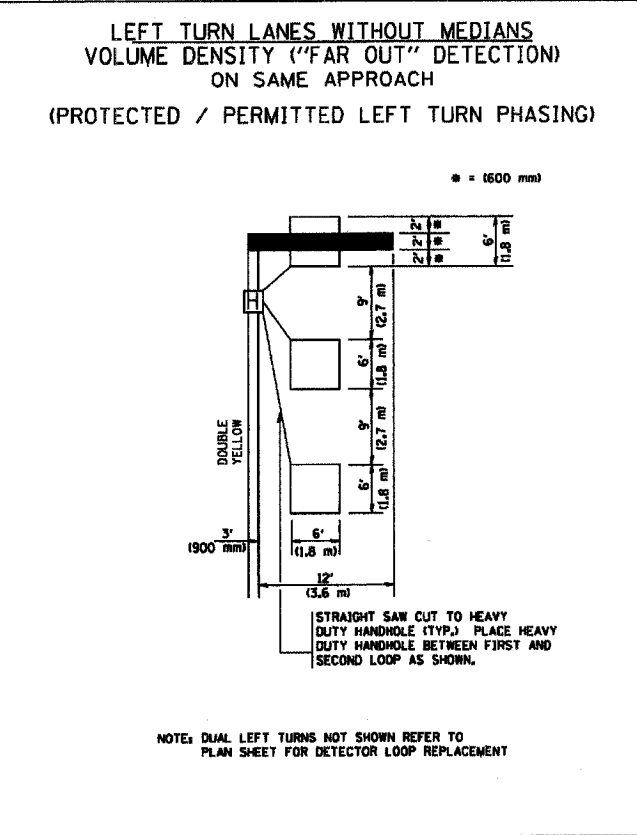 LEFT TURN LANES WITHOUT MEDIANS
VOLUME DENSITY ("FAR OUT" DETECTION)
ON SAME APPROACH
(PROTECTED / PERMITTED LEFT TURN PHASING)
* = (600 mm)
2' *
2' *
2' *
6'
(1.8 m)
H
9'
(2.7 m)
6'
(1.8 m)
9'
(2.7 m)
6'
(1.8 m)
DOUBLE
YELLOW
3'
(900 mm)
6'
(1.8 m)
12'
(3.6 m)
STRAIGHT SAW CUT TO HEAVY
DUTY HANDHOLE (TYP.) PLACE HEAVY
DUTY HANDHOLE BETWEEN FIRST AND
SECOND LOOP AS SHOWN.
NOTE: DUAL LEFT TURNS NOT SHOWN REFER TO
PLAN SHEET FOR DETECTOR LOOP REPLACEMENT